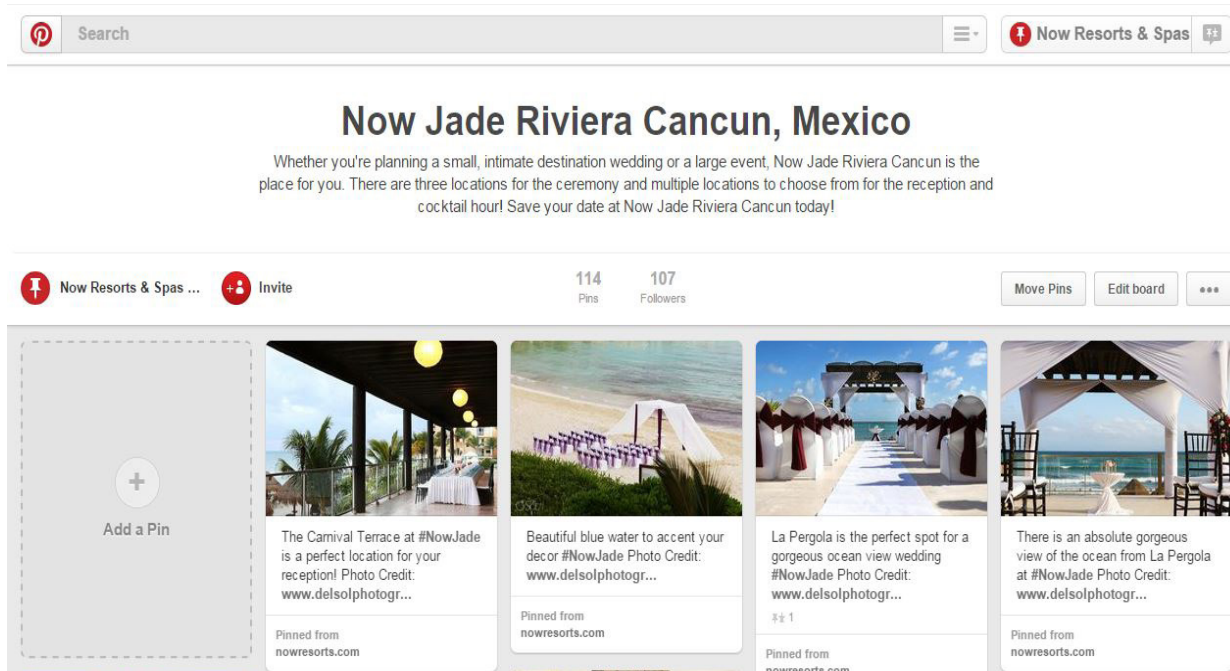 Search
Now Resorts & Spas
Now Jade Riviera Cancun, Mexico
Whether you're planning a small, intimate destination wedding or a large event, Now Jade Riviera Cancun is the
place for you. There are three locations for the ceremony and multiple locations to choose from for the reception and
cocktail hour! Save your date at Now Jade Riviera Cancun today!
Now Resorts & Spas ...
Invite
114
Pins
107
Followers
Move Pins
Edit board
Add a Pin
The Carnival Terrace at #NowJade
is a perfect location for your
reception! Photo Credit:
www.delsolphotogr...
Pinned from
nowresorts.com
Beautiful blue water to accent your
decor #NowJade Photo Credit:
www.delsolphotogr...
Pinned from
nowresorts.com
La Pergola is the perfect spot for a
gorgeous ocean view wedding
#NowJade Photo Credit:
www.delsolphotogr...
1
Pinned from
nowresorts.com
There is an absolute gorgeous
view of the ocean from La Pergola
at #NowJade Photo Credit:
www.delsolphotogr...
Pinned from
nowresorts.com